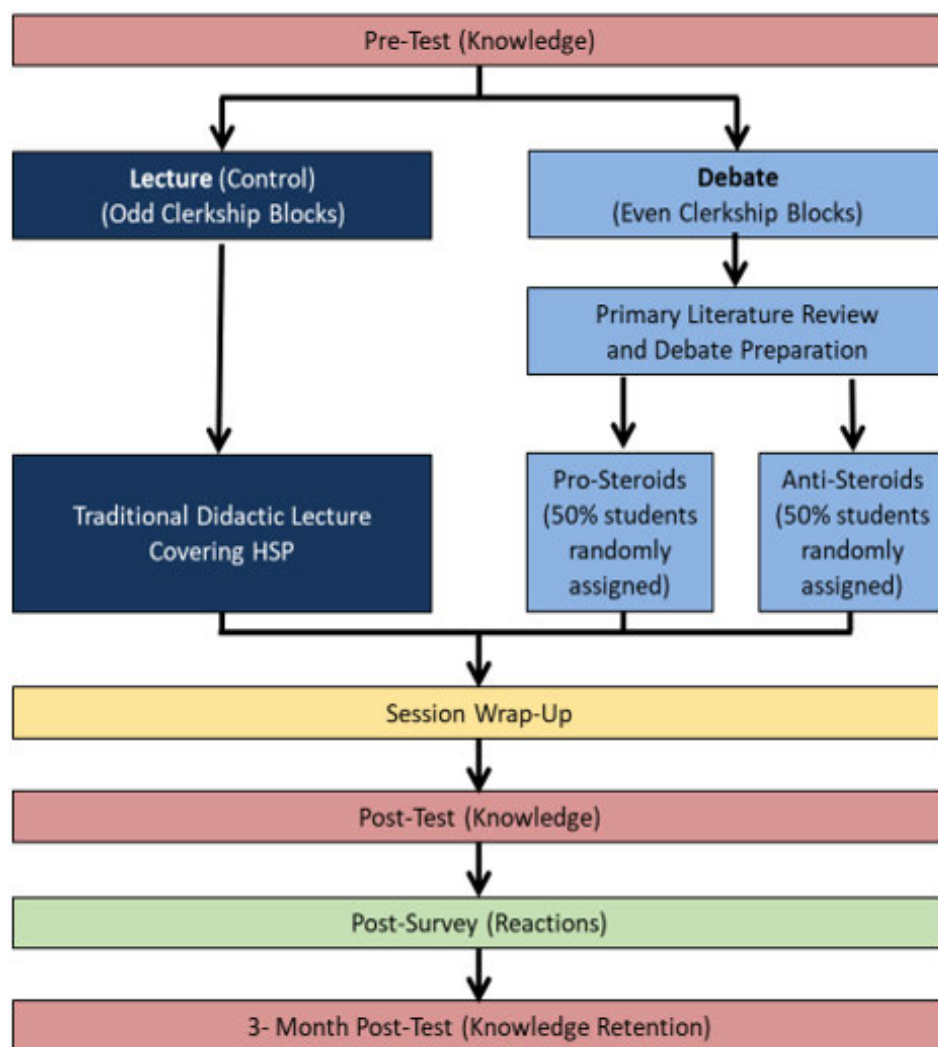 Pre-Test (Knowledge)
Lecture (Control)
(Odd Clerkship Blocks)
Debate
(Even Clerkship Blocks)
Primary Literature Review
and Debate Preparation
Traditional Didactic Lecture
Covering HSP
Pro-Steroids
(50% students
randomly
assigned)
Anti-Steroids
(50% students
randomly
assigned)
Session Wrap-Up
Post-Test (Knowledge)
Post-Survey (Reactions)
3- Month Post-Test (Knowledge Retention)